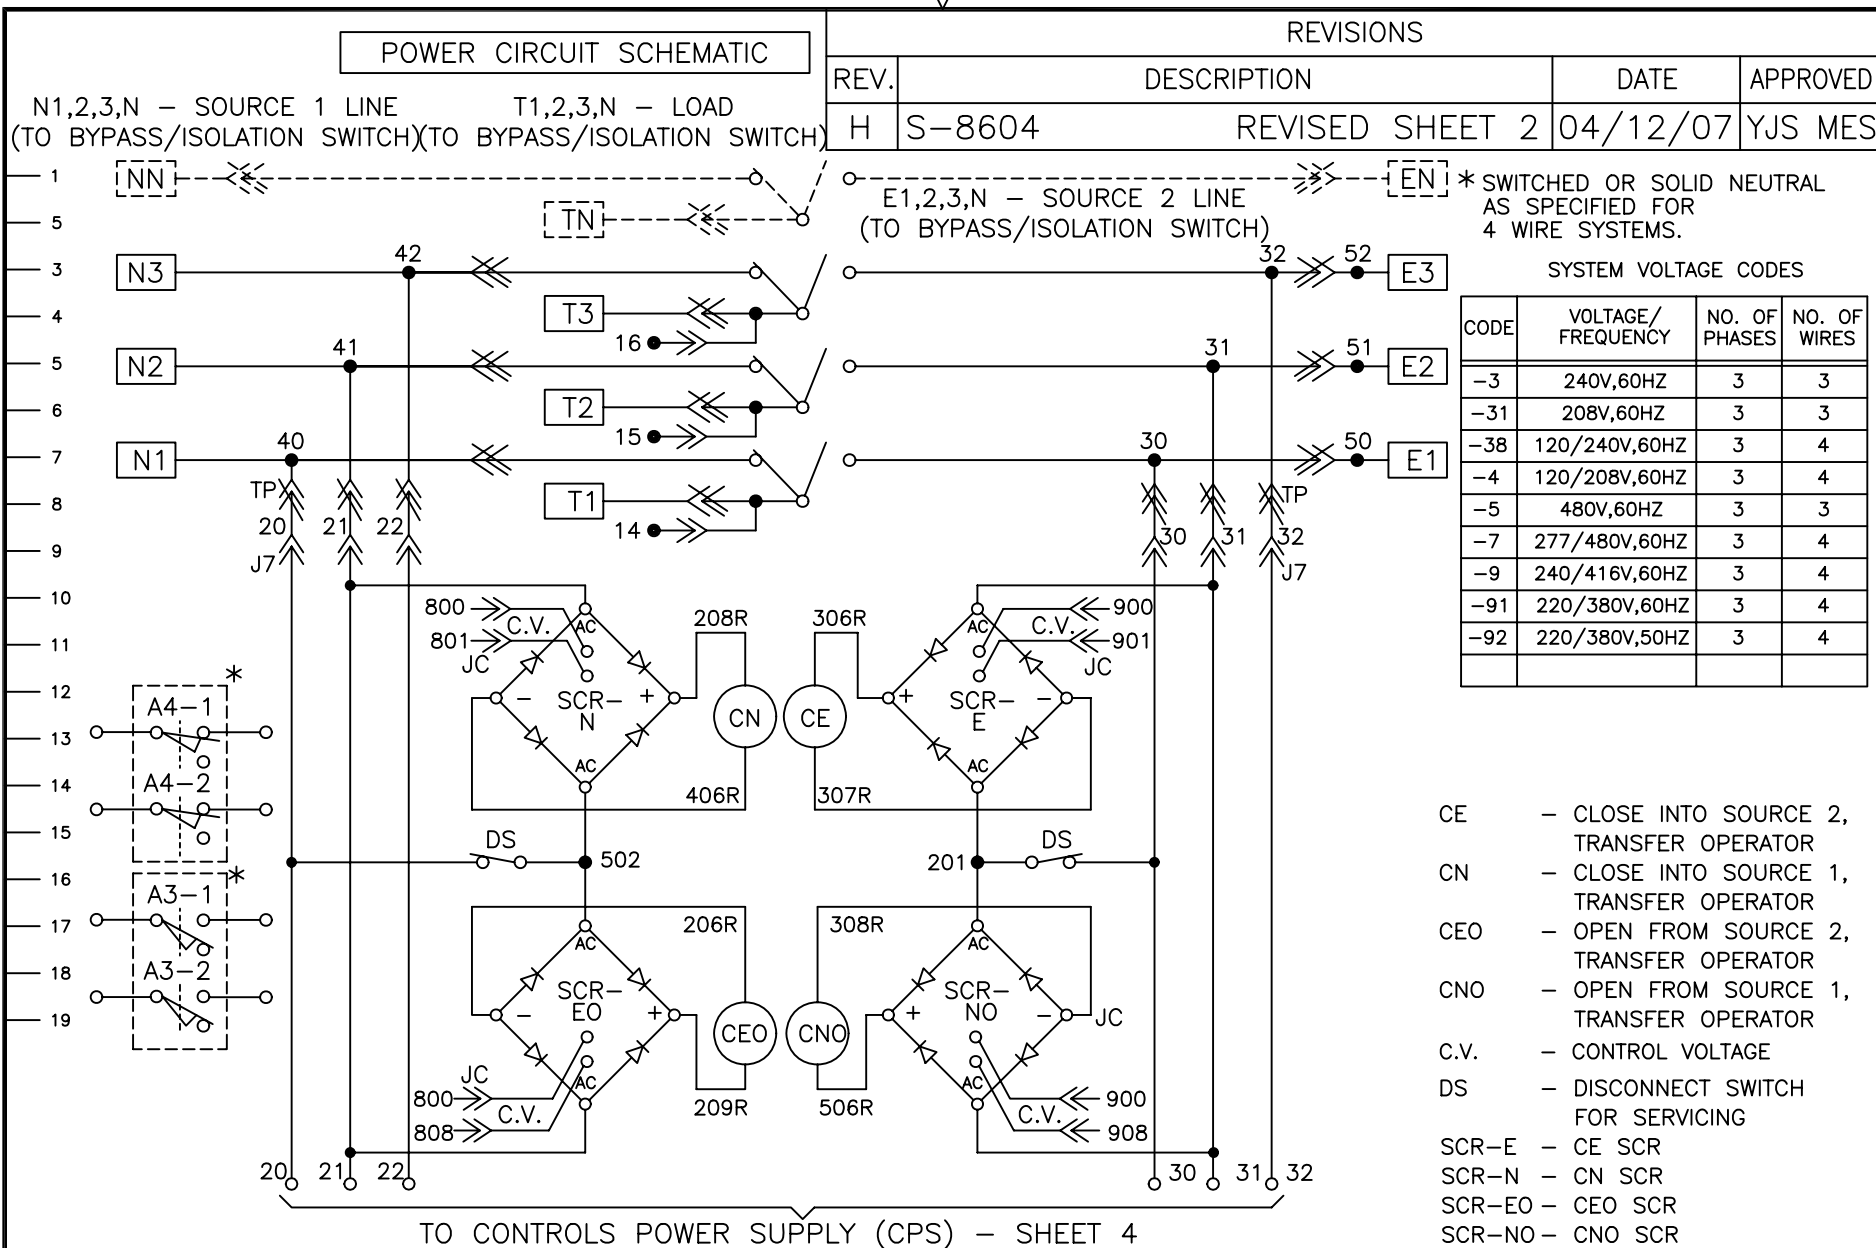 POWER CIRCUIT SCHEMATIC
REVISIONS
REV. DESCRIPTION DATE APPROVED
H S-8604 REVISED SHEET 2 04/12/07 YJS MES
N1,2,3,N – SOURCE 1 LINE
(TO BYPASS/ISOLATION SWITCH)
T1,2,3,N – LOAD
(TO BYPASS/ISOLATION SWITCH)
1 NN EN
* SWITCHED OR SOLID NEUTRAL
AS SPECIFIED FOR
4 WIRE SYSTEMS.
E1,2,3,N – SOURCE 2 LINE
(TO BYPASS/ISOLATION SWITCH)
5 TN
42 32 52
3 N3 E3
4 T3
16
41 31 51
5 N2 E2
6 T2
15
40 30 50
7 N1 E1
8 TP T1 TP
20 21 22 14 30 31 32
9
J7 J7
SYSTEM VOLTAGE CODES
CODE VOLTAGE/ FREQUENCY NO. OF PHASES NO. OF WIRES
-3 240V,60HZ 3 3
-31 208V,60HZ 3 3
-38 120/240V,60HZ 3 4
-4 120/208V,60HZ 3 4
-5 480V,60HZ 3 3
-7 277/480V,60HZ 3 4
-9 240/416V,60HZ 3 4
-91 220/380V,60HZ 3 4
-92 220/380V,50HZ 3 4
10
800 AC 208R 306R AC 900
C.V. C.V.
11
801 901
JC JC
12 *
A4-1
- SCR- N + CN CE + SCR- E -
13
AC AC
14 A4-2
406R 307R
15
DS DS
502 201
16 *
A3-1
17
206R 308R
AC AC
18 A3-2
- SCR- EO + CEO CNO + SCR- NO - JC
19
JC AC AC
800 C.V. 209R 506R C.V. 900
808 908
20 21 22 30 31 32
TO CONTROLS POWER SUPPLY (CPS) – SHEET 4
CE – CLOSE INTO SOURCE 2,
TRANSFER OPERATOR
CN – CLOSE INTO SOURCE 1,
TRANSFER OPERATOR
CEO – OPEN FROM SOURCE 2,
TRANSFER OPERATOR
CNO – OPEN FROM SOURCE 1,
TRANSFER OPERATOR
C.V. – CONTROL VOLTAGE
DS – DISCONNECT SWITCH
FOR SERVICING
SCR-E – CE SCR
SCR-N – CN SCR
SCR-EO – CEO SCR
SCR-NO – CNO SCR